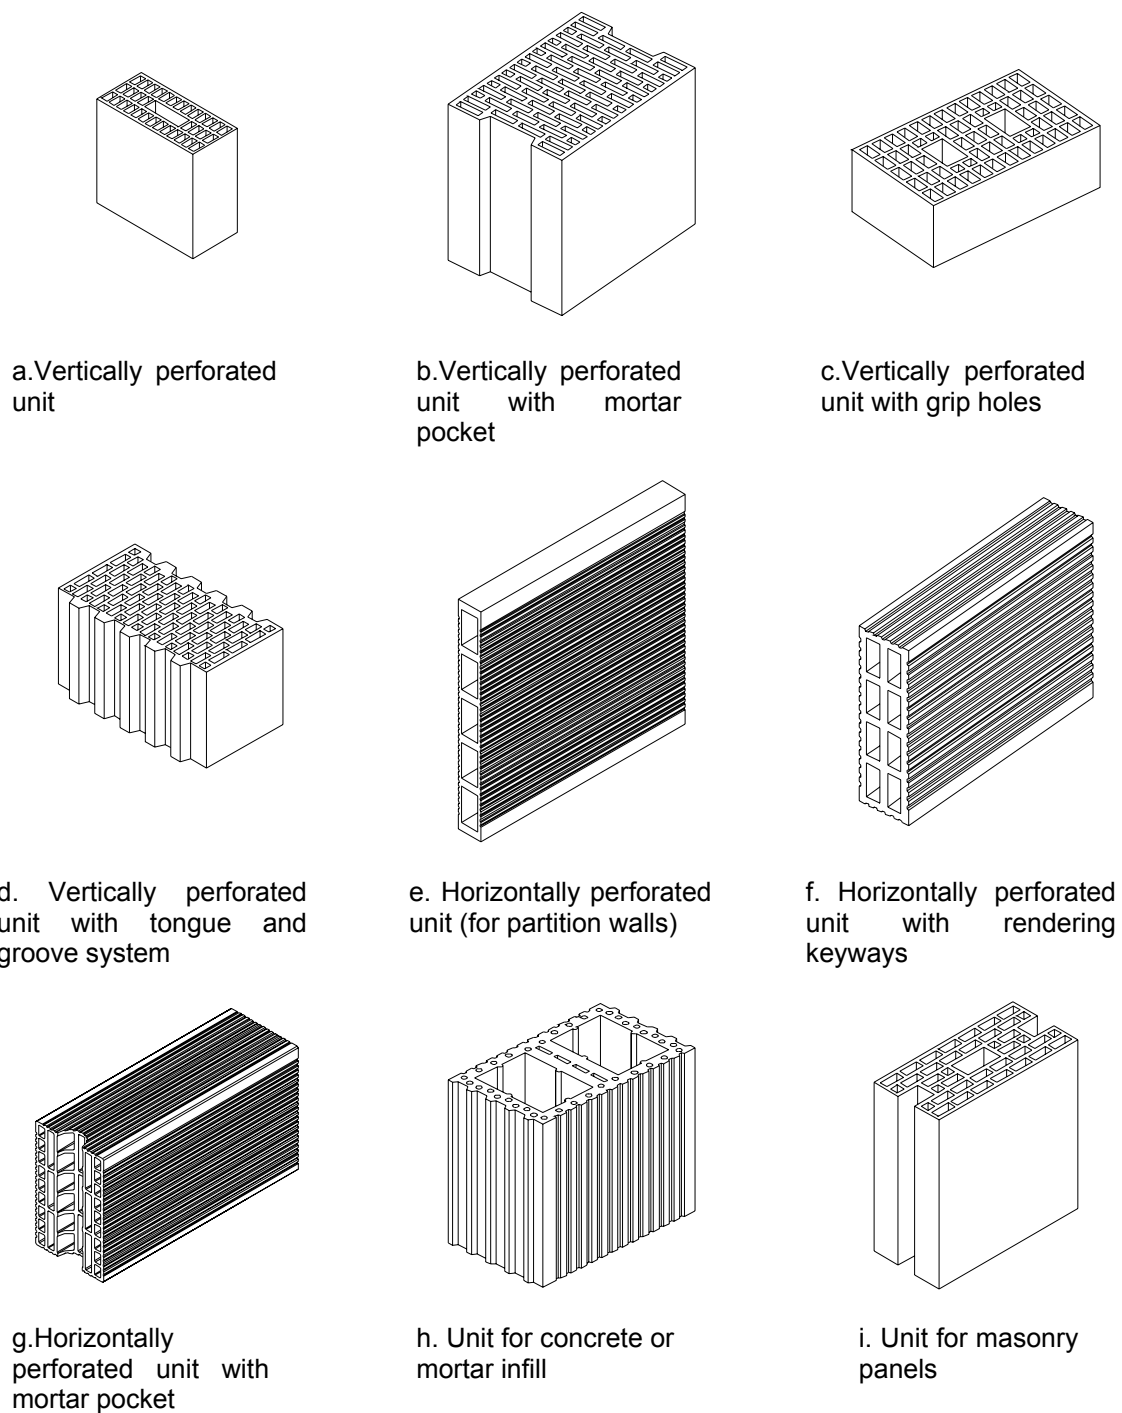 a.Vertically perforated
unit
b.Vertically perforated
unit with mortar
pocket
c.Vertically perforated
unit with grip holes
d. Vertically perforated
unit with tongue and
groove system
e. Horizontally perforated
unit (for partition walls)
f. Horizontally perforated
unit with rendering
keyways
g.Horizontally
perforated unit with
mortar pocket
h. Unit for concrete or
mortar infill
i. Unit for masonry
panels